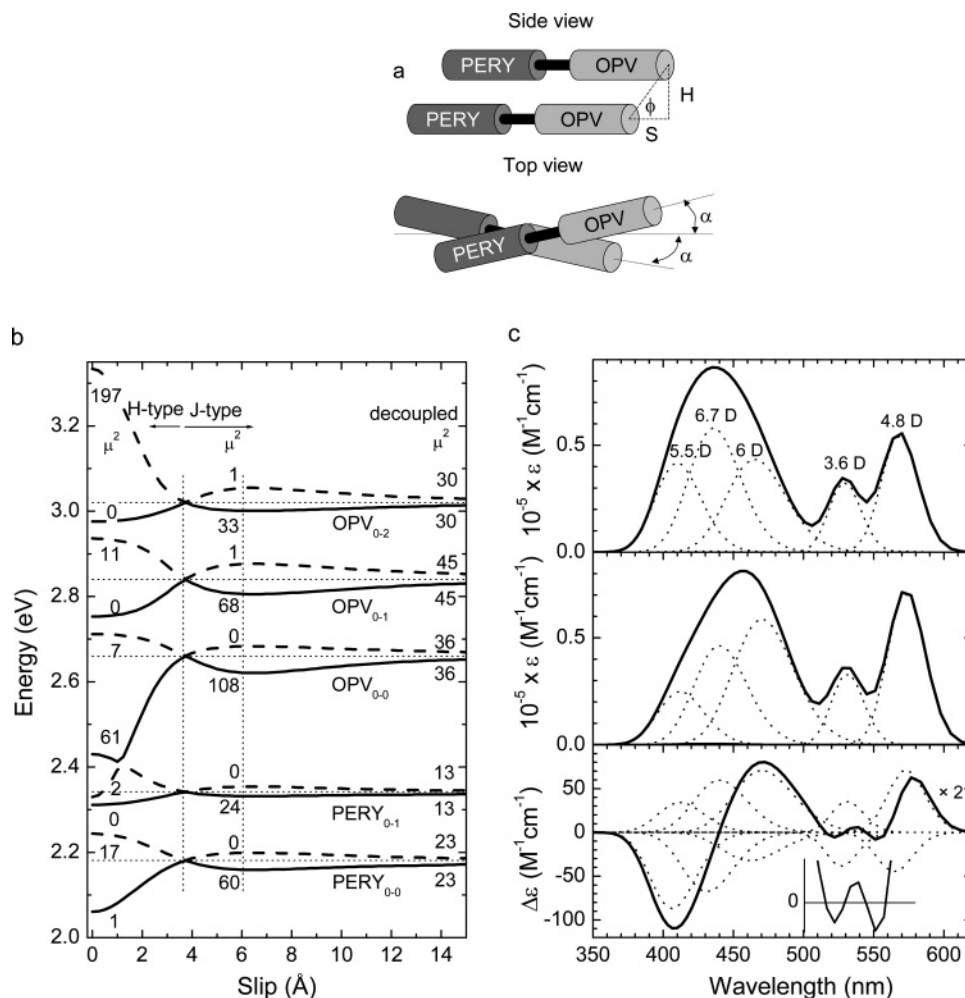 Side view
a
PERY
OPV
PERY
OPV
H
ϕ
S
Top view
OPV
PERY
α
α
b
c
Energy (eV)
3.2
3.0
2.8
2.6
2.4
2.2
2.0
197
H-type
J-type
decoupled
μ²
μ²
μ²
1
30
0
33
OPV₀₋₂
30
11
1
45
0
68
OPV₀₋₁
45
7
0
36
108
OPV₀₋₀
36
61
2
0
13
0
24
PERY₀₋₁
13
17
0
23
60
PERY₀₋₀
23
1
0 2 4 6 8 10 12 14
Slip (Å)
10⁻⁵ x ε (M⁻¹cm⁻¹)
0.5
0.0
5.5 D
6.7 D
6 D
3.6 D
4.8 D
10⁻⁵ x ε (M⁻¹cm⁻¹)
0.5
0.0
Δε (M⁻¹cm⁻¹)
50
0
-50
-100
× 2
0
350 400 450 500 550 600
Wavelength (nm)